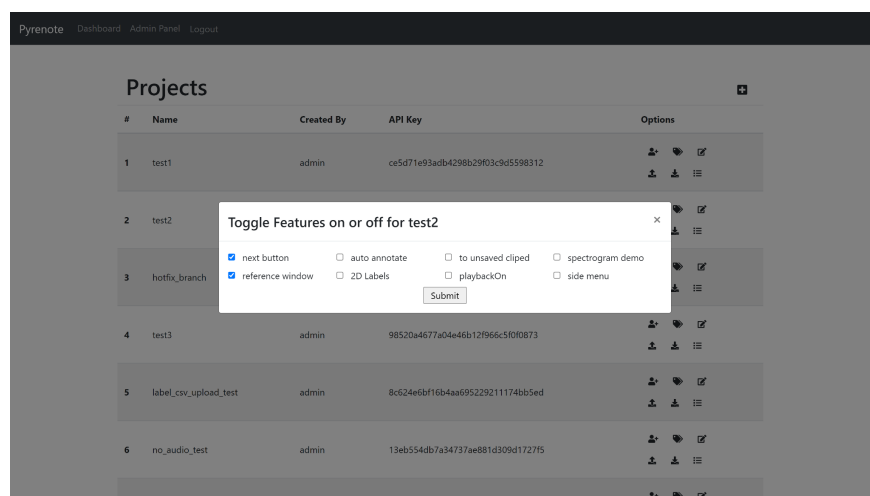 Pyrenote Dashboard Admin Panel Logout
Projects
# Name Created By API Key Options
1 test1 admin ce5d71e93adb4298b29f03c9d5598312
2 test2
Toggle Features on or off for test2 ×
next button auto annotate to unsaved cliped spectrogram demo
reference window 2D Labels playbackOn side menu
Submit
3 hotfix_branch
4 test3 admin 98520a4677a04e46b12f966c5f0f0873
5 label_csv_upload_test admin 8c624e6bf16b4aa695229211174bb5ed
6 no_audio_test admin 13eb554db7a34737ae881d309d1727f5